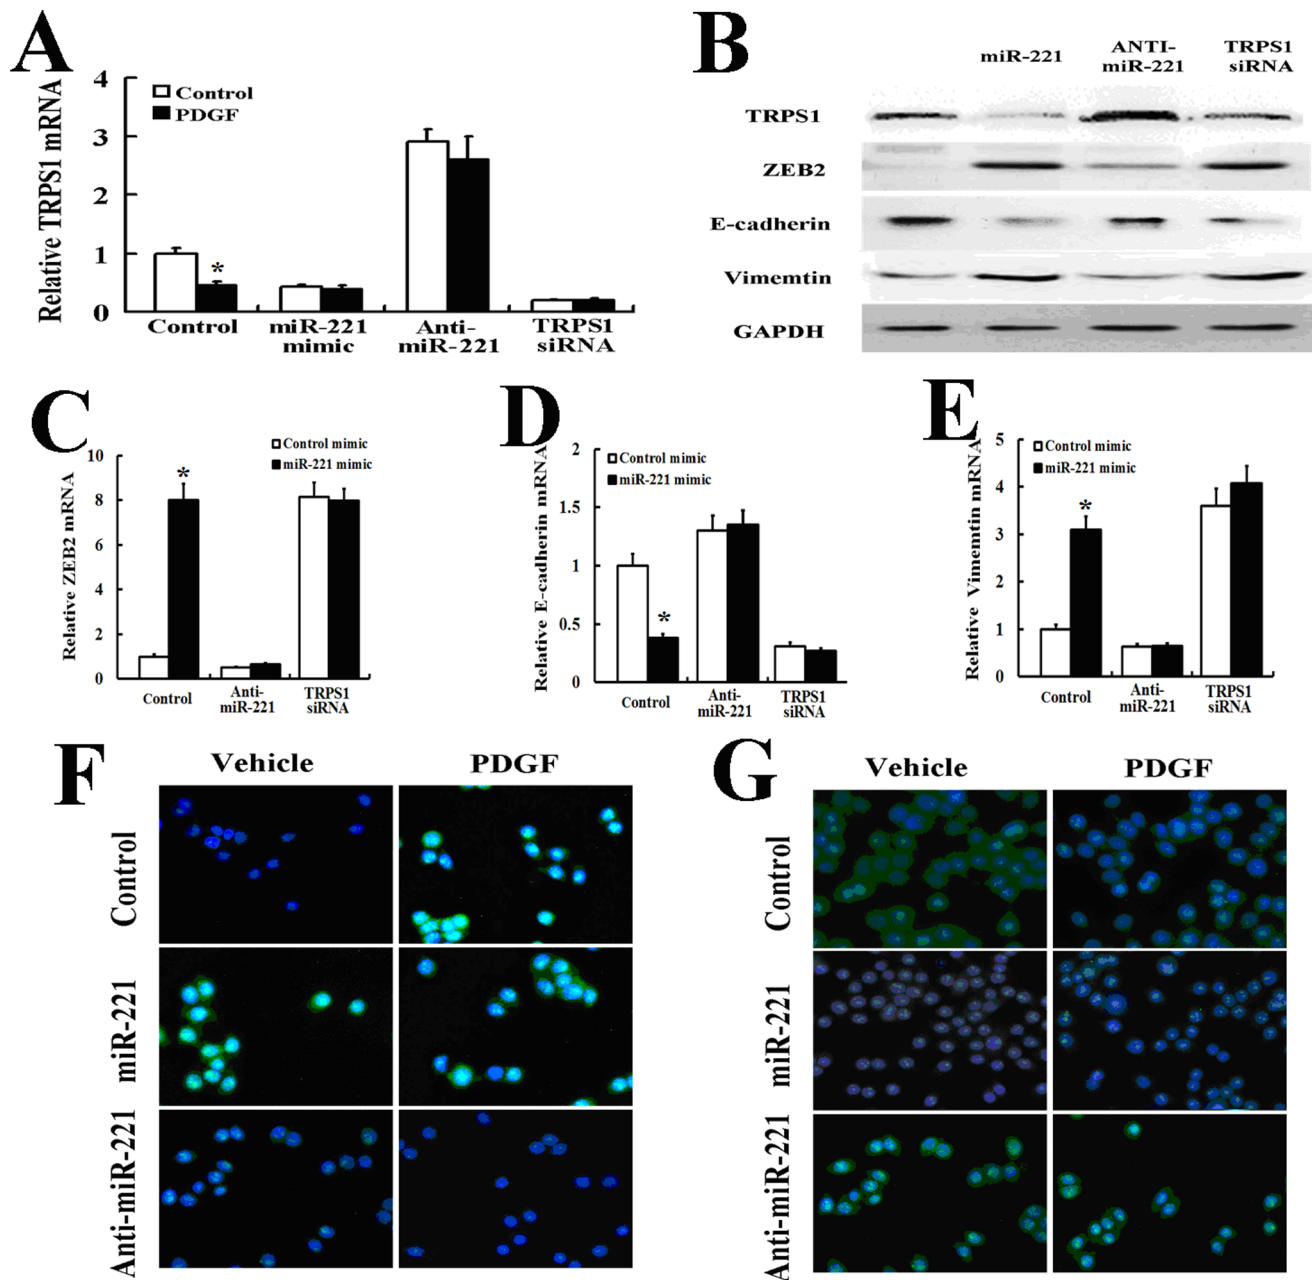 A
Relative TRPS1 mRNA
4
3
2
1
0
Control
PDGF
*
Control
miR-221
mimic
Anti-
miR-221
TRPS1
siRNA
B
miR-221
ANTI-
miR-221
TRPS1
siRNA
TRPS1
ZEB2
E-cadherin
Vimemtin
GAPDH
C
Relative ZEB2 mRNA
10
8
6
4
2
0
Control mimic
miR-221 mimic
*
Control
Anti-
miR-221
TRPS1
siRNA
D
Relative E-cadherin mRNA
2
1.5
1
0.5
0
Control mimic
miR-221 mimic
*
Control
Anti-
miR-221
TRPS1
siRNA
E
Relative Vimemtin mRNA
5
4
3
2
1
0
Control mimic
miR-221 mimic
*
Control
Anti-
miR-221
TRPS1
siRNA
F
Vehicle
PDGF
Control
miR-221
Anti-miR-221
G
Vehicle
PDGF
Control
miR-221
Anti-miR-221